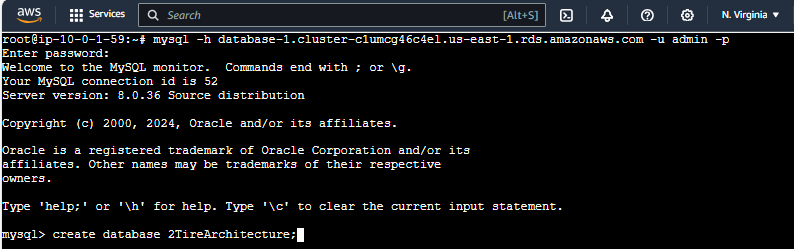 aws Services Search [Alt+S] N. Virginia
root@ip-10-0-1-59:~# mysql -h database-1.cluster-c1umcg46c4el.us-east-1.rds.amazonaws.com -u admin -p
Enter password:
Welcome to the MySQL monitor.  Commands end with ; or \g.
Your MySQL connection id is 52
Server version: 8.0.36 Source distribution
Copyright (c) 2000, 2024, Oracle and/or its affiliates.
Oracle is a registered trademark of Oracle Corporation and/or its
affiliates. Other names may be trademarks of their respective
owners.
Type 'help;' or '\h' for help. Type '\c' to clear the current input statement.
mysql> create database 2TireArchitecture;